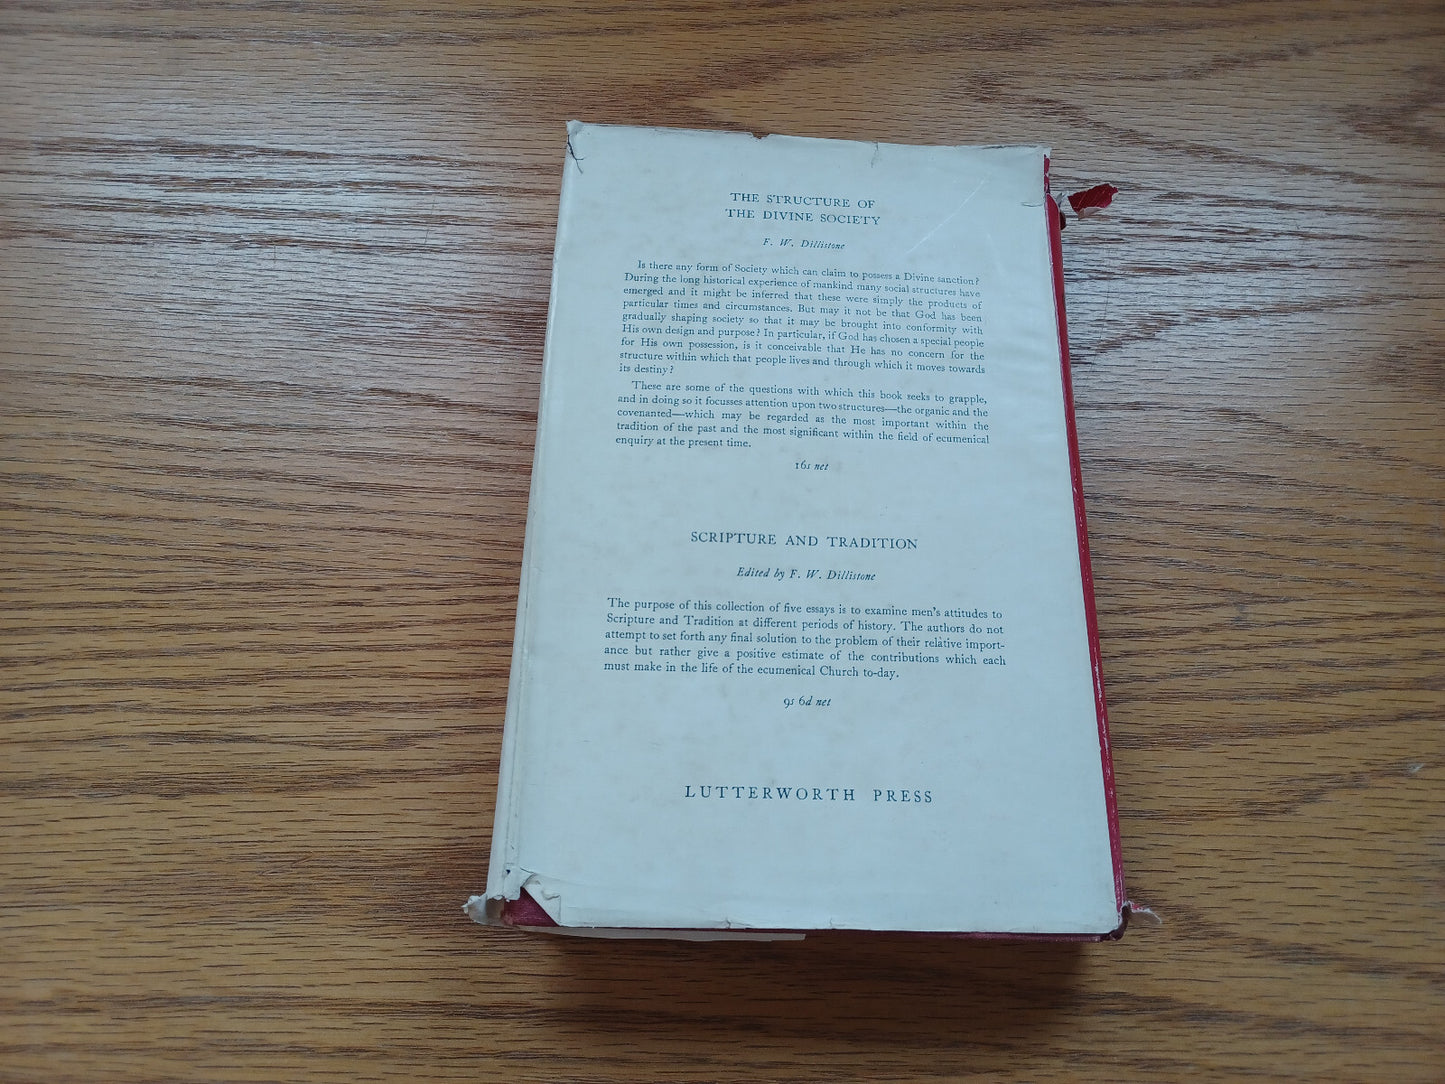 THE STRUCTURE OF
THE DIVINE SOCIETY
F. W. Dillistone
Is there any form of Society which can claim to possess a Divine sanction?
During the long historical experience of mankind many social structures have
emerged and it might be inferred that these were simply the products of
particular times and circumstances. But may it not be that God has been
gradually shaping society so that it may be brought into conformity with
His own design and purpose? In particular, if God has chosen a special people
for His own possession, is it conceivable that He has no concern for the
structure within which that people lives and through which it moves towards
its destiny?
These are some of the questions with which this book seeks to grapple,
and in doing so it focusses attention upon two structures—the organic and the
covenanted—which may be regarded as the most important within the
tradition of the past and the most significant within the field of ecumenical
enquiry at the present time.
16s net
SCRIPTURE AND TRADITION
Edited by F. W. Dillistone
The purpose of this collection of five essays is to examine men's attitudes to
Scripture and Tradition at different periods of history. The authors do not
attempt to set forth any final solution to the problem of their relative import-
ance but rather give a positive estimate of the contributions which each
must make in the life of the ecumenical Church to-day.
9s 6d net
LUTTERWORTH PRESS